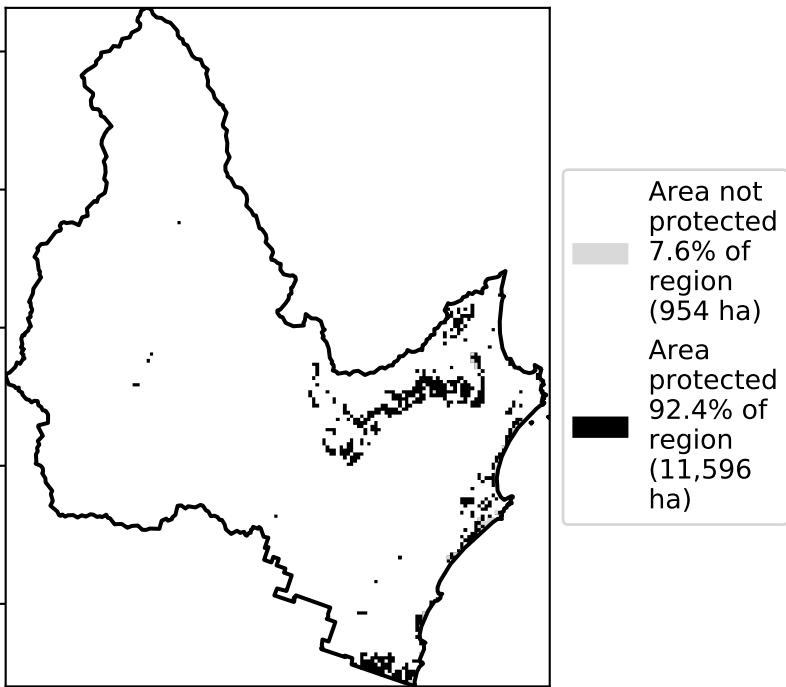 Area not
protected
7.6% of
region
(954 ha)
Area
protected
92.4% of
region
(11,596
ha)